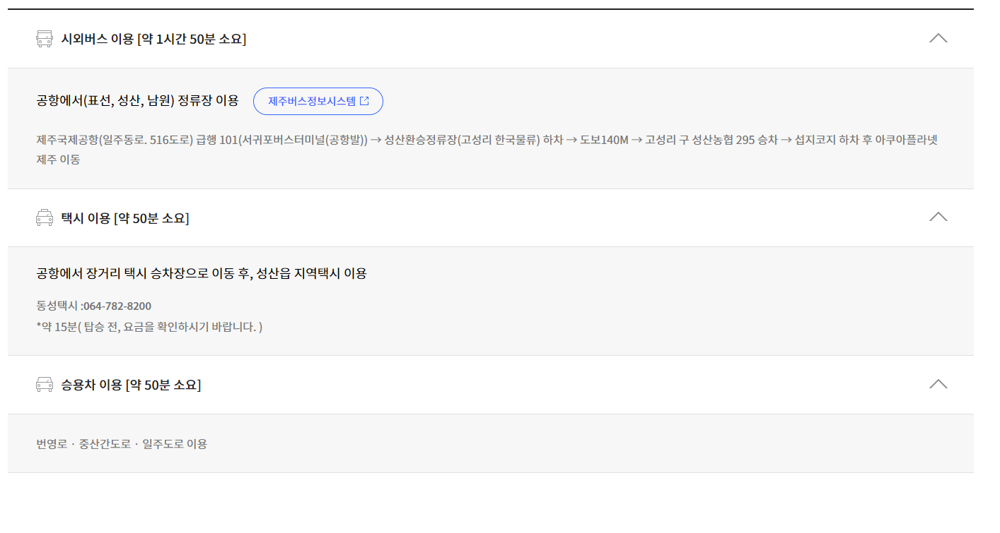 시외버스 이용 [약 1시간 50분 소요]
공항에서(표선, 성산, 남원) 정류장 이용 제주버스정보시스템
제주국제공항(일주동로. 516도로) 급행 101(서귀포버스터미널(공항발)) → 성산환승정류장(고성리 한국물류) 하차 → 도보140M → 고성리 구 성산농협 295 승차 → 섭지코지 하차 후 아쿠아플라넷
제주 이동
택시 이용 [약 50분 소요]
공항에서 장거리 택시 승차장으로 이동 후, 성산읍 지역택시 이용
동성택시 :064-782-8200
*약 15분( 탑승 전, 요금을 확인하시기 바랍니다. )
승용차 이용 [약 50분 소요]
번영로 · 중산간도로 · 일주도로 이용